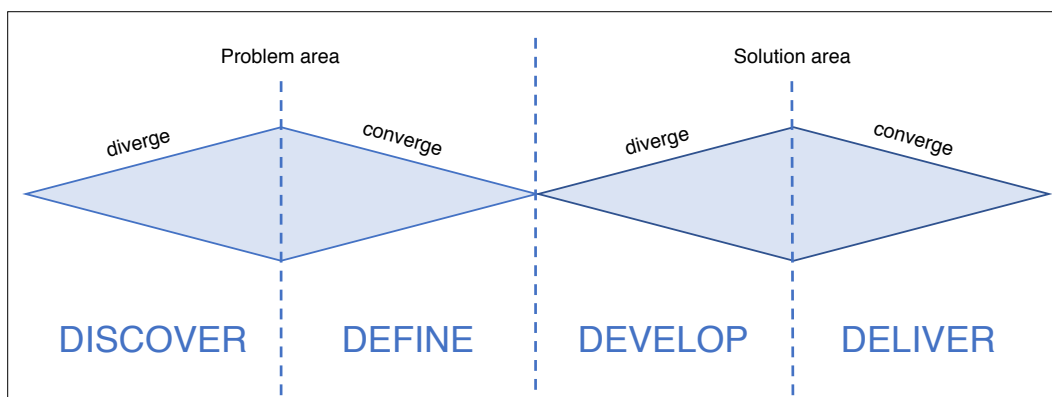 Problem area
Solution area
diverge
converge
diverge
converge
DISCOVER
DEFINE
DEVELOP
DELIVER